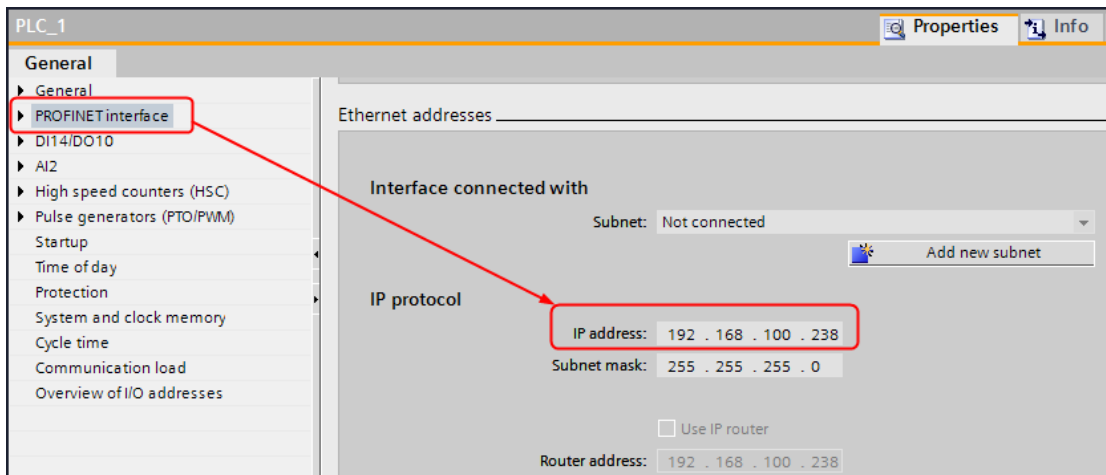 PLC_1
Properties
Info
General
General
PROFINET interface
DI14/DO10
AI2
High speed counters (HSC)
Pulse generators (PTO/PWM)
Startup
Time of day
Protection
System and clock memory
Cycle time
Communication load
Overview of I/O addresses
Ethernet addresses
Interface connected with
Subnet: Not connected
Add new subnet
IP protocol
IP address: 192 . 168 . 100 . 238
Subnet mask: 255 . 255 . 255 . 0
Use IP router
Router address: 192 . 168 . 100 . 238